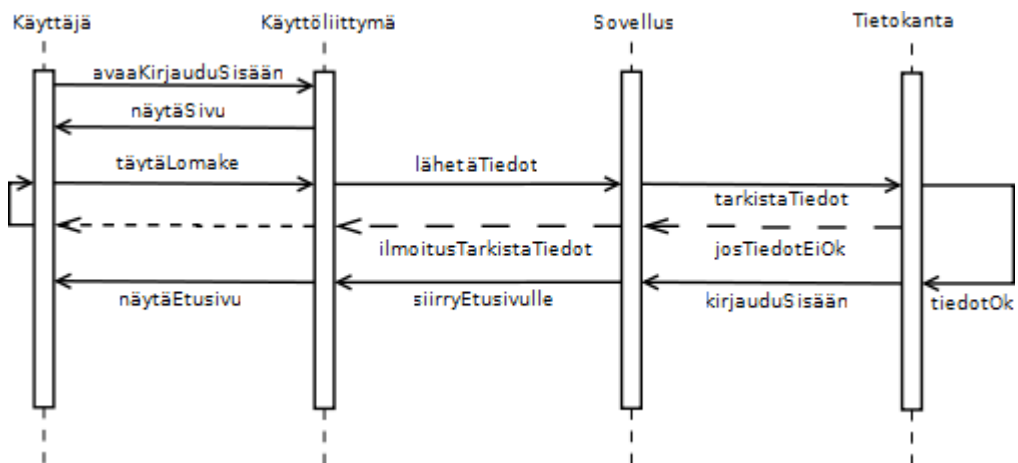 Käyttäjä
Käyttöliittymä
Sovellus
Tietokanta
avaaKirjauduSisään
näytäSivu
täytäLomake
lähetäTiedot
tarkistaTiedot
ilmoitusTarkistaTiedot
josTiedotEiOk
näytäEtusivu
siirryEtusivulle
kirjauduSisään
tiedotOk